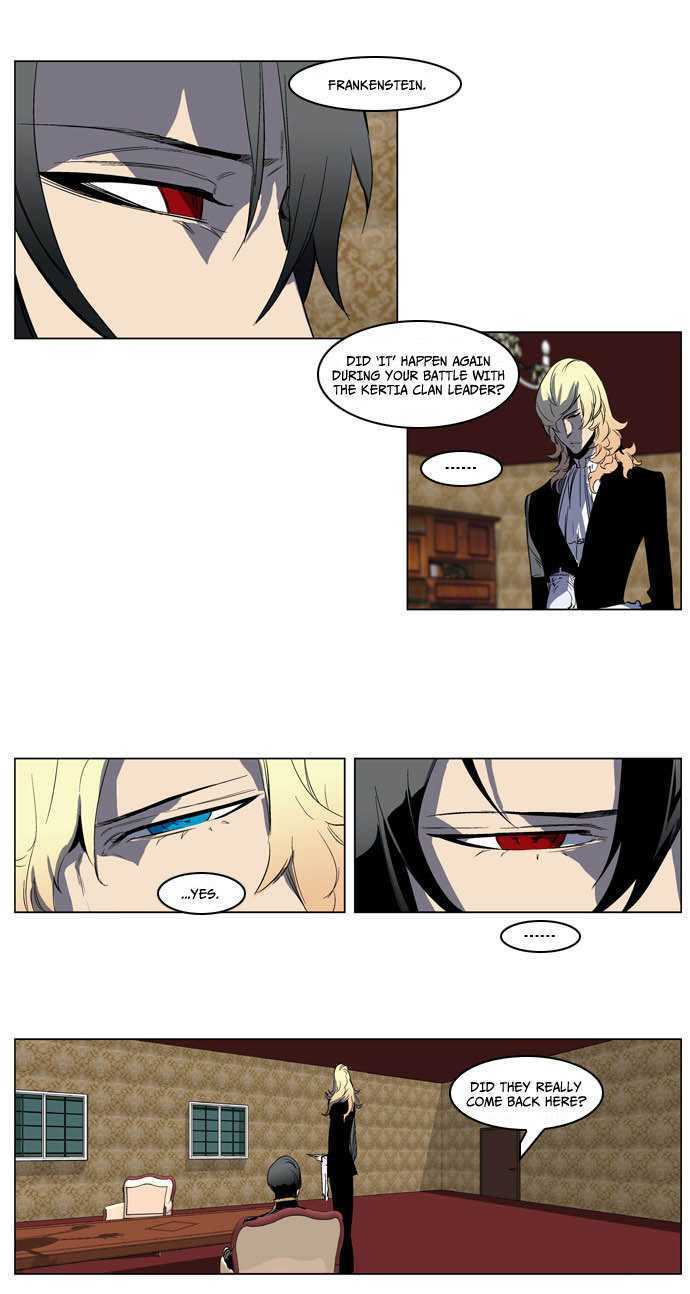 FRANKENSTEIN.
DID 'IT' HAPPEN AGAIN
DURING YOUR BATTLE WITH
THE KERTIA CLAN LEADER?
------
...YES.
------
DID THEY REALLY
COME BACK HERE?